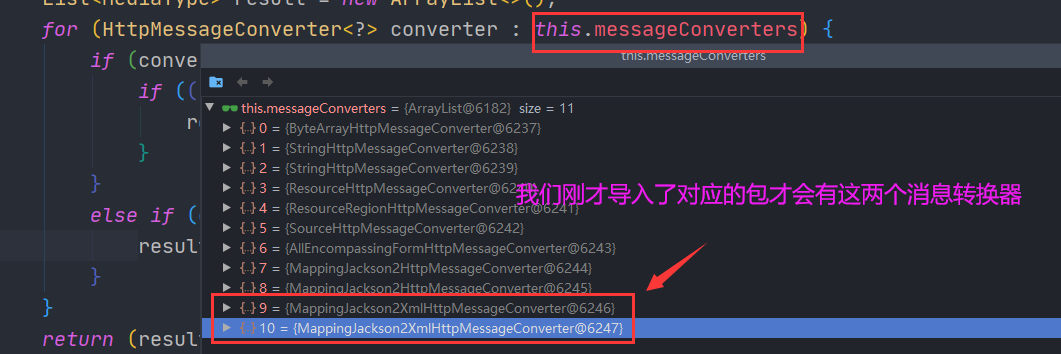 List<MediaType> result = new ArrayList<>();
for (HttpMessageConverter<?> converter : this.messageConverters) {
if (conve
this.messageConverters
if ((
re
}
}
else if (
result
}
}
return (resul
this.messageConverters = {ArrayList@6182} size = 11
0 = {ByteArrayHttpMessageConverter@6237}
1 = {StringHttpMessageConverter@6238}
2 = {StringHttpMessageConverter@6239}
3 = {ResourceHttpMessageConverter@6240}
我们刚才导入了对应的包才会有这两个消息转换器
4 = {ResourceRegionHttpMessageConverter@6241}
5 = {SourceHttpMessageConverter@6242}
6 = {AllEncompassingFormHttpMessageConverter@6243}
7 = {MappingJackson2HttpMessageConverter@6244}
8 = {MappingJackson2HttpMessageConverter@6245}
9 = {MappingJackson2XmlHttpMessageConverter@6246}
10 = {MappingJackson2XmlHttpMessageConverter@6247}